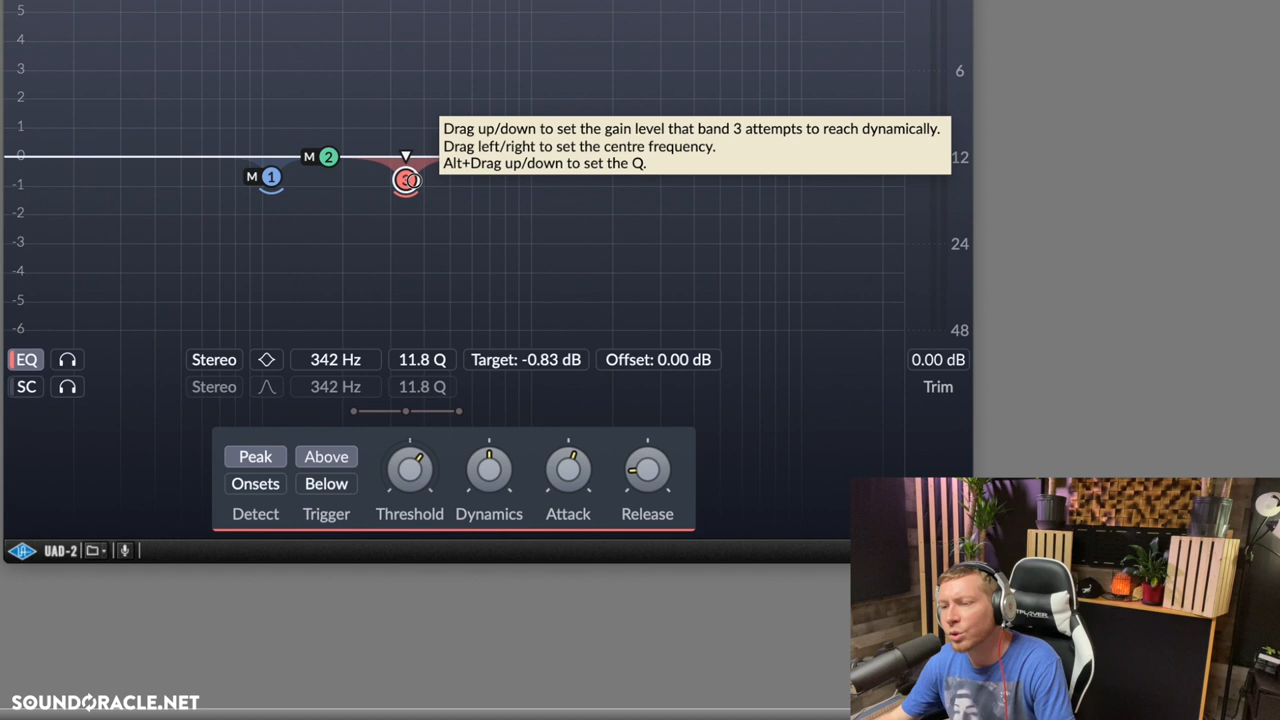 5
4
3
2
1
0
-1
-2
-3
-4
-5
-6
6
12
24
48
M 1
M 2
Drag up/down to set the gain level that band 3 attempts to reach dynamically.
Drag left/right to set the centre frequency.
Alt+Drag up/down to set the Q.
EQ Stereo 342 Hz 11.8 Q Target: -0.83 dB Offset: 0.00 dB 0.00 dB
SC Stereo 342 Hz 11.8 Q Trim
Peak Above
Onsets Below
Detect Trigger Threshold Dynamics Attack Release
UAD-2
SOUNDORACLE.NET